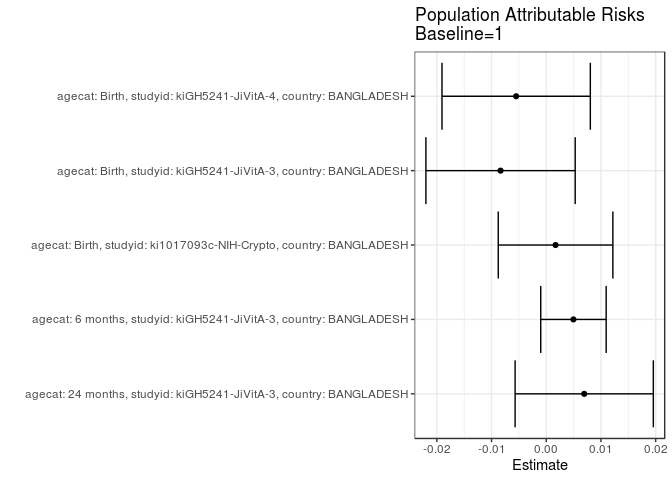 Population Attributable Risks
Baseline=1
agecat: Birth, studyid: kiGH5241-JiVitA-4, country: BANGLADESH
agecat: Birth, studyid: kiGH5241-JiVitA-3, country: BANGLADESH
agecat: Birth, studyid: ki1017093c-NIH-Crypto, country: BANGLADESH
agecat: 6 months, studyid: kiGH5241-JiVitA-3, country: BANGLADESH
agecat: 24 months, studyid: kiGH5241-JiVitA-3, country: BANGLADESH
-0.02 -0.01 0.00 0.01 0.02
Estimate